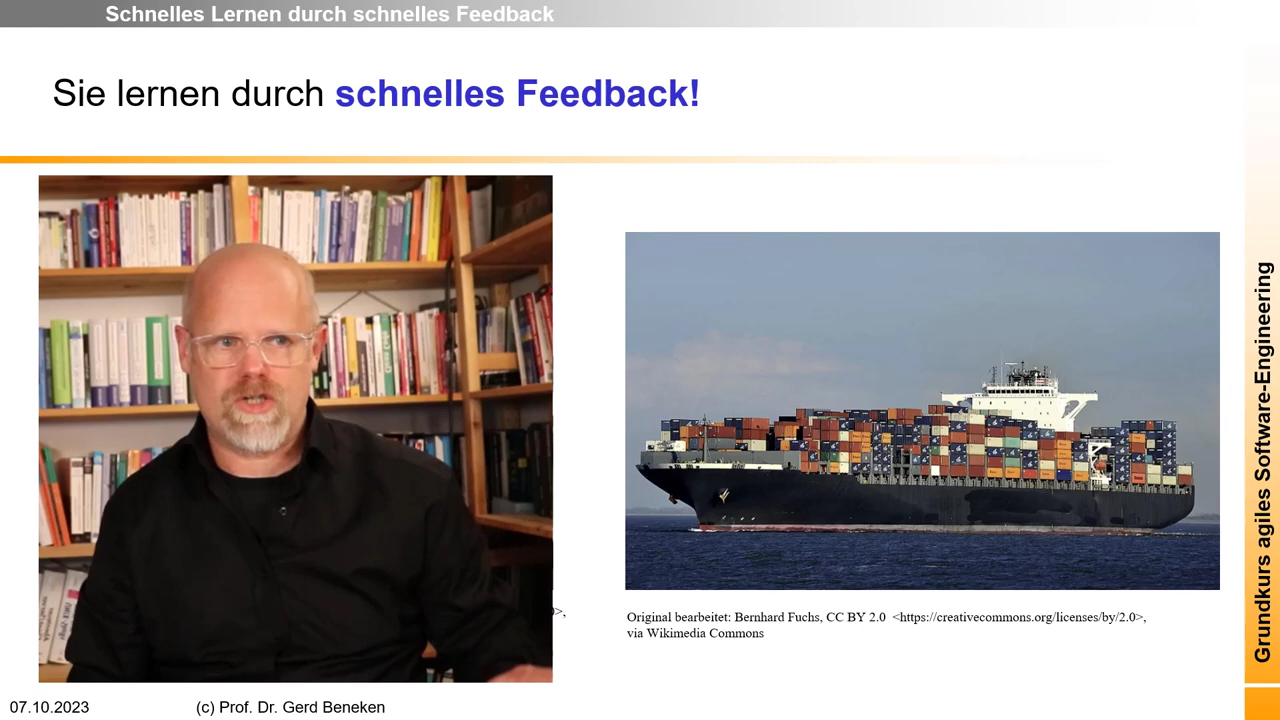 Schnelles Lernen durch schnelles Feedback
Sie lernen durch schnelles Feedback!
>,
Original bearbeitet: Bernhard Fuchs, CC BY 2.0 <https://creativecommons.org/licenses/by/2.0>,
via Wikimedia Commons
Grundkurs agiles Software-Engineering
07.10.2023
(c) Prof. Dr. Gerd Beneken